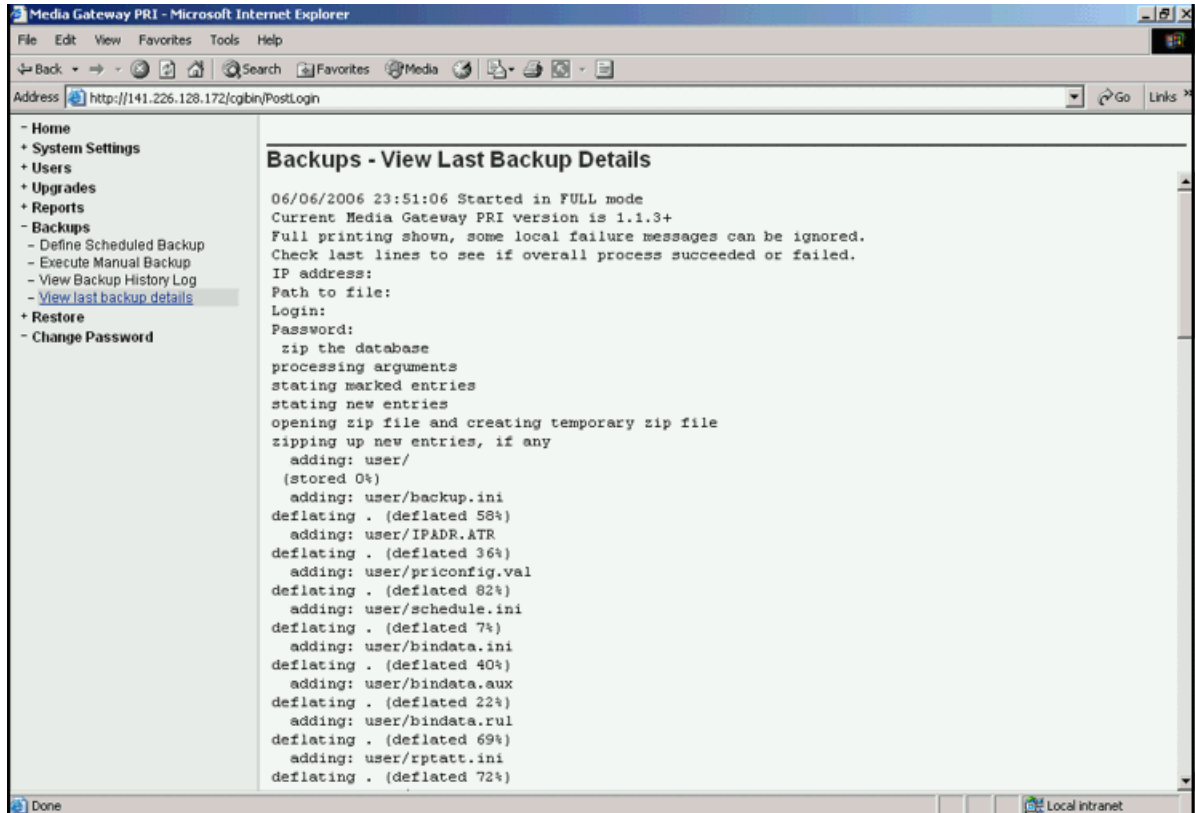 Media Gateway PRI - Microsoft Internet Explorer
File Edit View Favorites Tools Help
Back Search Favorites Media
Address http://141.226.128.172/cgibin/PostLogin Go Links »
- Home
+ System Settings
+ Users
+ Upgrades
+ Reports
- Backups
– Define Scheduled Backup
– Execute Manual Backup
– View Backup History Log
– View last backup details
+ Restore
- Change Password
Backups - View Last Backup Details
06/06/2006 23:51:06 Started in FULL mode
Current Media Gateway PRI version is 1.1.3+
Full printing shown, some local failure messages can be ignored.
Check last lines to see if overall process succeeded or failed.
IP address:
Path to file:
Login:
Password:
zip the database
processing arguments
stating marked entries
stating new entries
opening zip file and creating temporary zip file
zipping up new entries, if any
adding: user/
(stored 0%)
adding: user/backup.ini
deflating . (deflated 58%)
adding: user/IPADR.ATR
deflating . (deflated 36%)
adding: user/priconfig.val
deflating . (deflated 82%)
adding: user/schedule.ini
deflating . (deflated 7%)
adding: user/bindata.ini
deflating . (deflated 40%)
adding: user/bindata.aux
deflating . (deflated 22%)
adding: user/bindata.rul
deflating . (deflated 69%)
adding: user/rptatt.ini
deflating . (deflated 72%)
Done
Local intranet